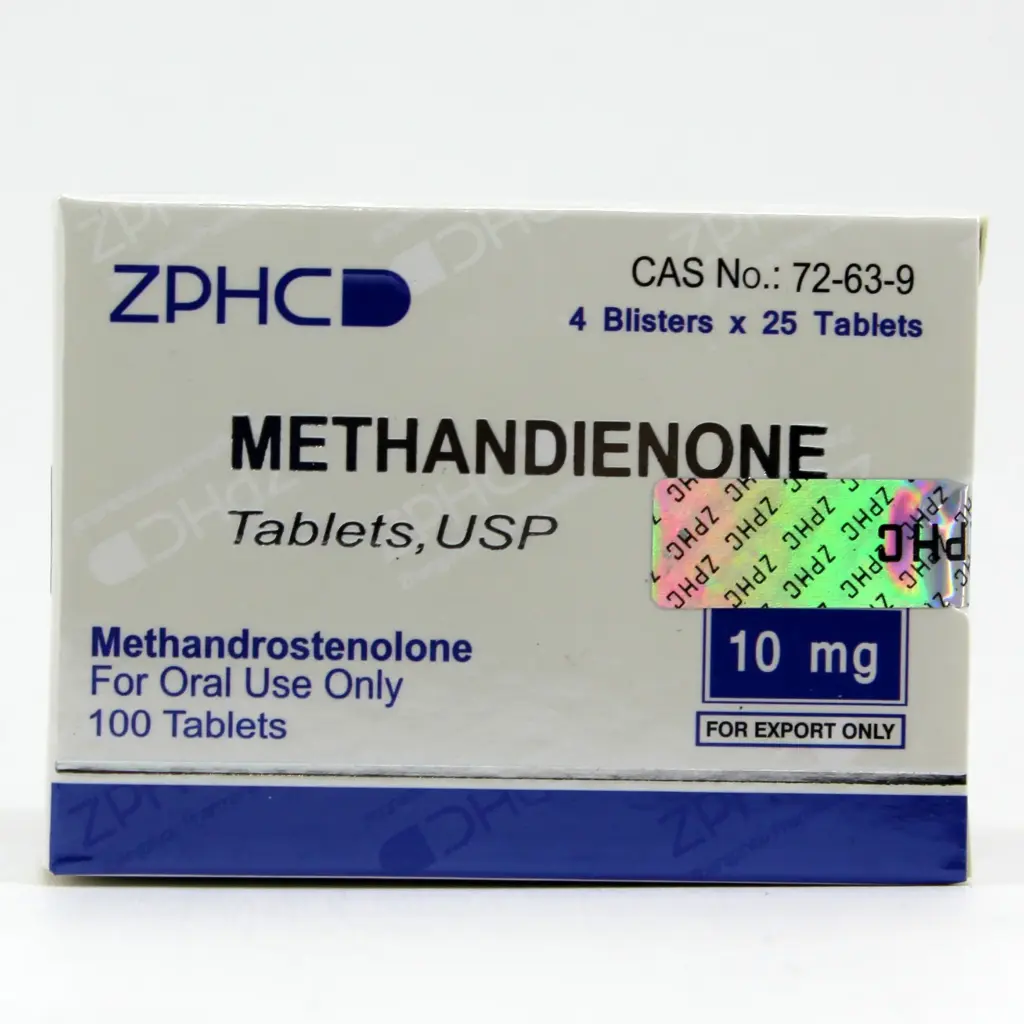 ZPHC
CAS No.: 72-63-9
4 Blisters x 25 Tablets
METHANDIENONE
Tablets, USP
ZPHC
Methandrostenolone
For Oral Use Only
100 Tablets
10 mg
FOR EXPORT ONLY